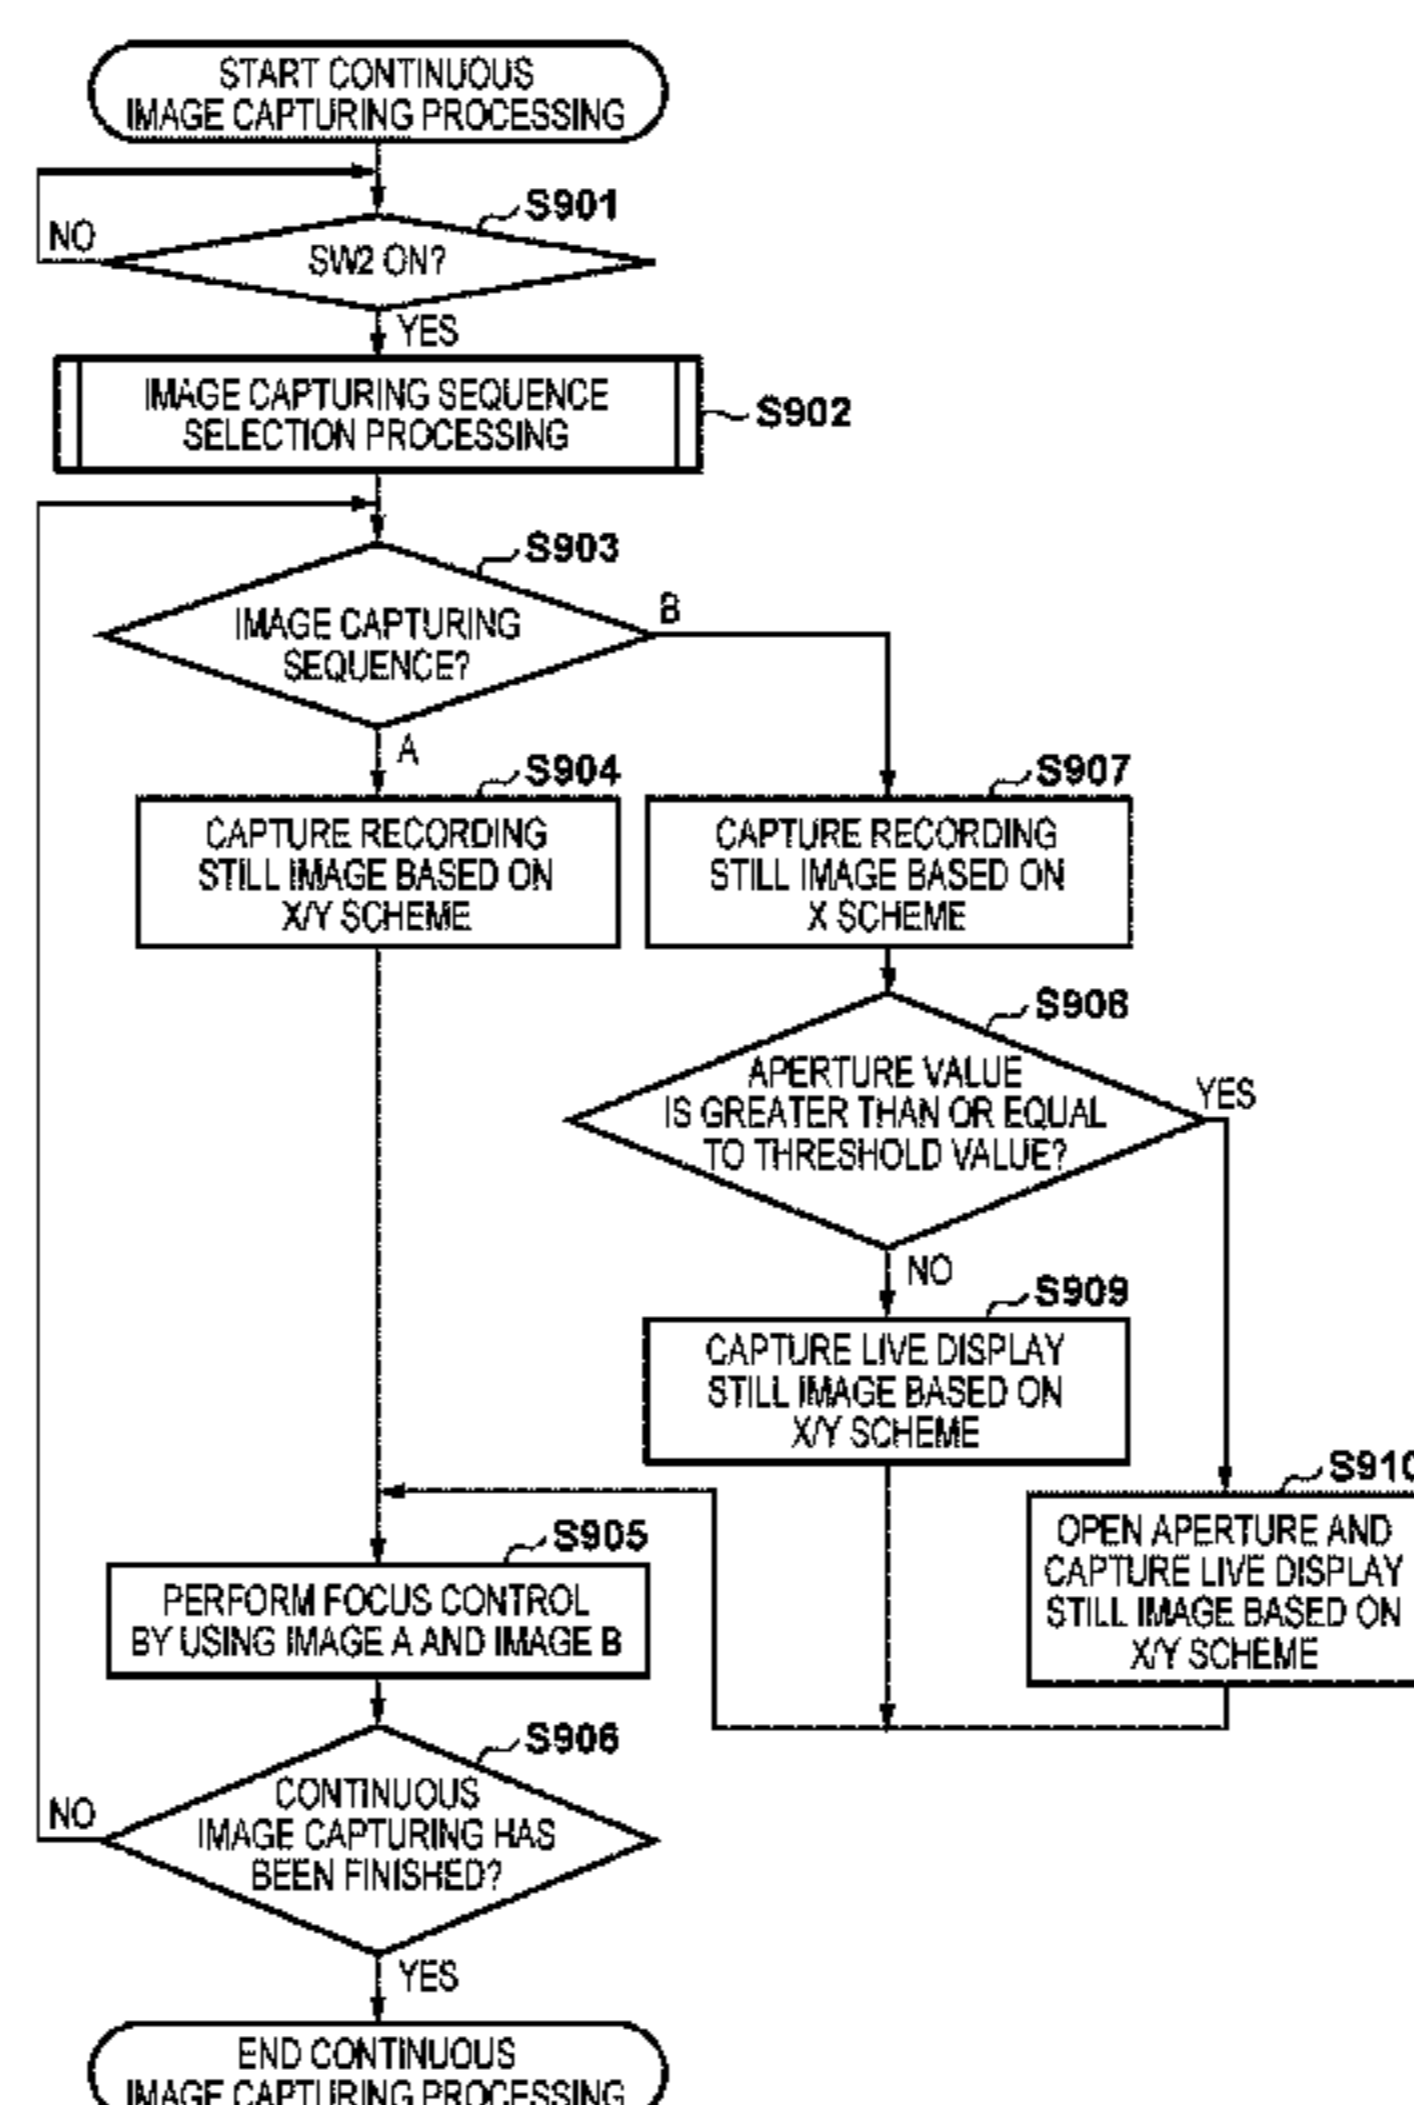 START CONTINUOUS
IMAGE CAPTURING PROCESSING
S901
NO
SW2 ON?
YES
IMAGE CAPTURING SEQUENCE
SELECTION PROCESSING
S902
S903
IMAGE CAPTURING
SEQUENCE?
B
A
S904
CAPTURE RECORDING
STILL IMAGE BASED ON
X/Y SCHEME
S907
CAPTURE RECORDING
STILL IMAGE BASED ON
X SCHEME
S908
APERTURE VALUE
IS GREATER THAN OR EQUAL
TO THRESHOLD VALUE?
YES
NO
S909
CAPTURE LIVE DISPLAY
STILL IMAGE BASED ON
X/Y SCHEME
S910
OPEN APERTURE AND
CAPTURE LIVE DISPLAY
STILL IMAGE BASED ON
X/Y SCHEME
S905
PERFORM FOCUS CONTROL
BY USING IMAGE A AND IMAGE B
S906
CONTINUOUS
IMAGE CAPTURING HAS
BEEN FINISHED?
NO
YES
END CONTINUOUS
IMAGE CAPTURING PROCESSING